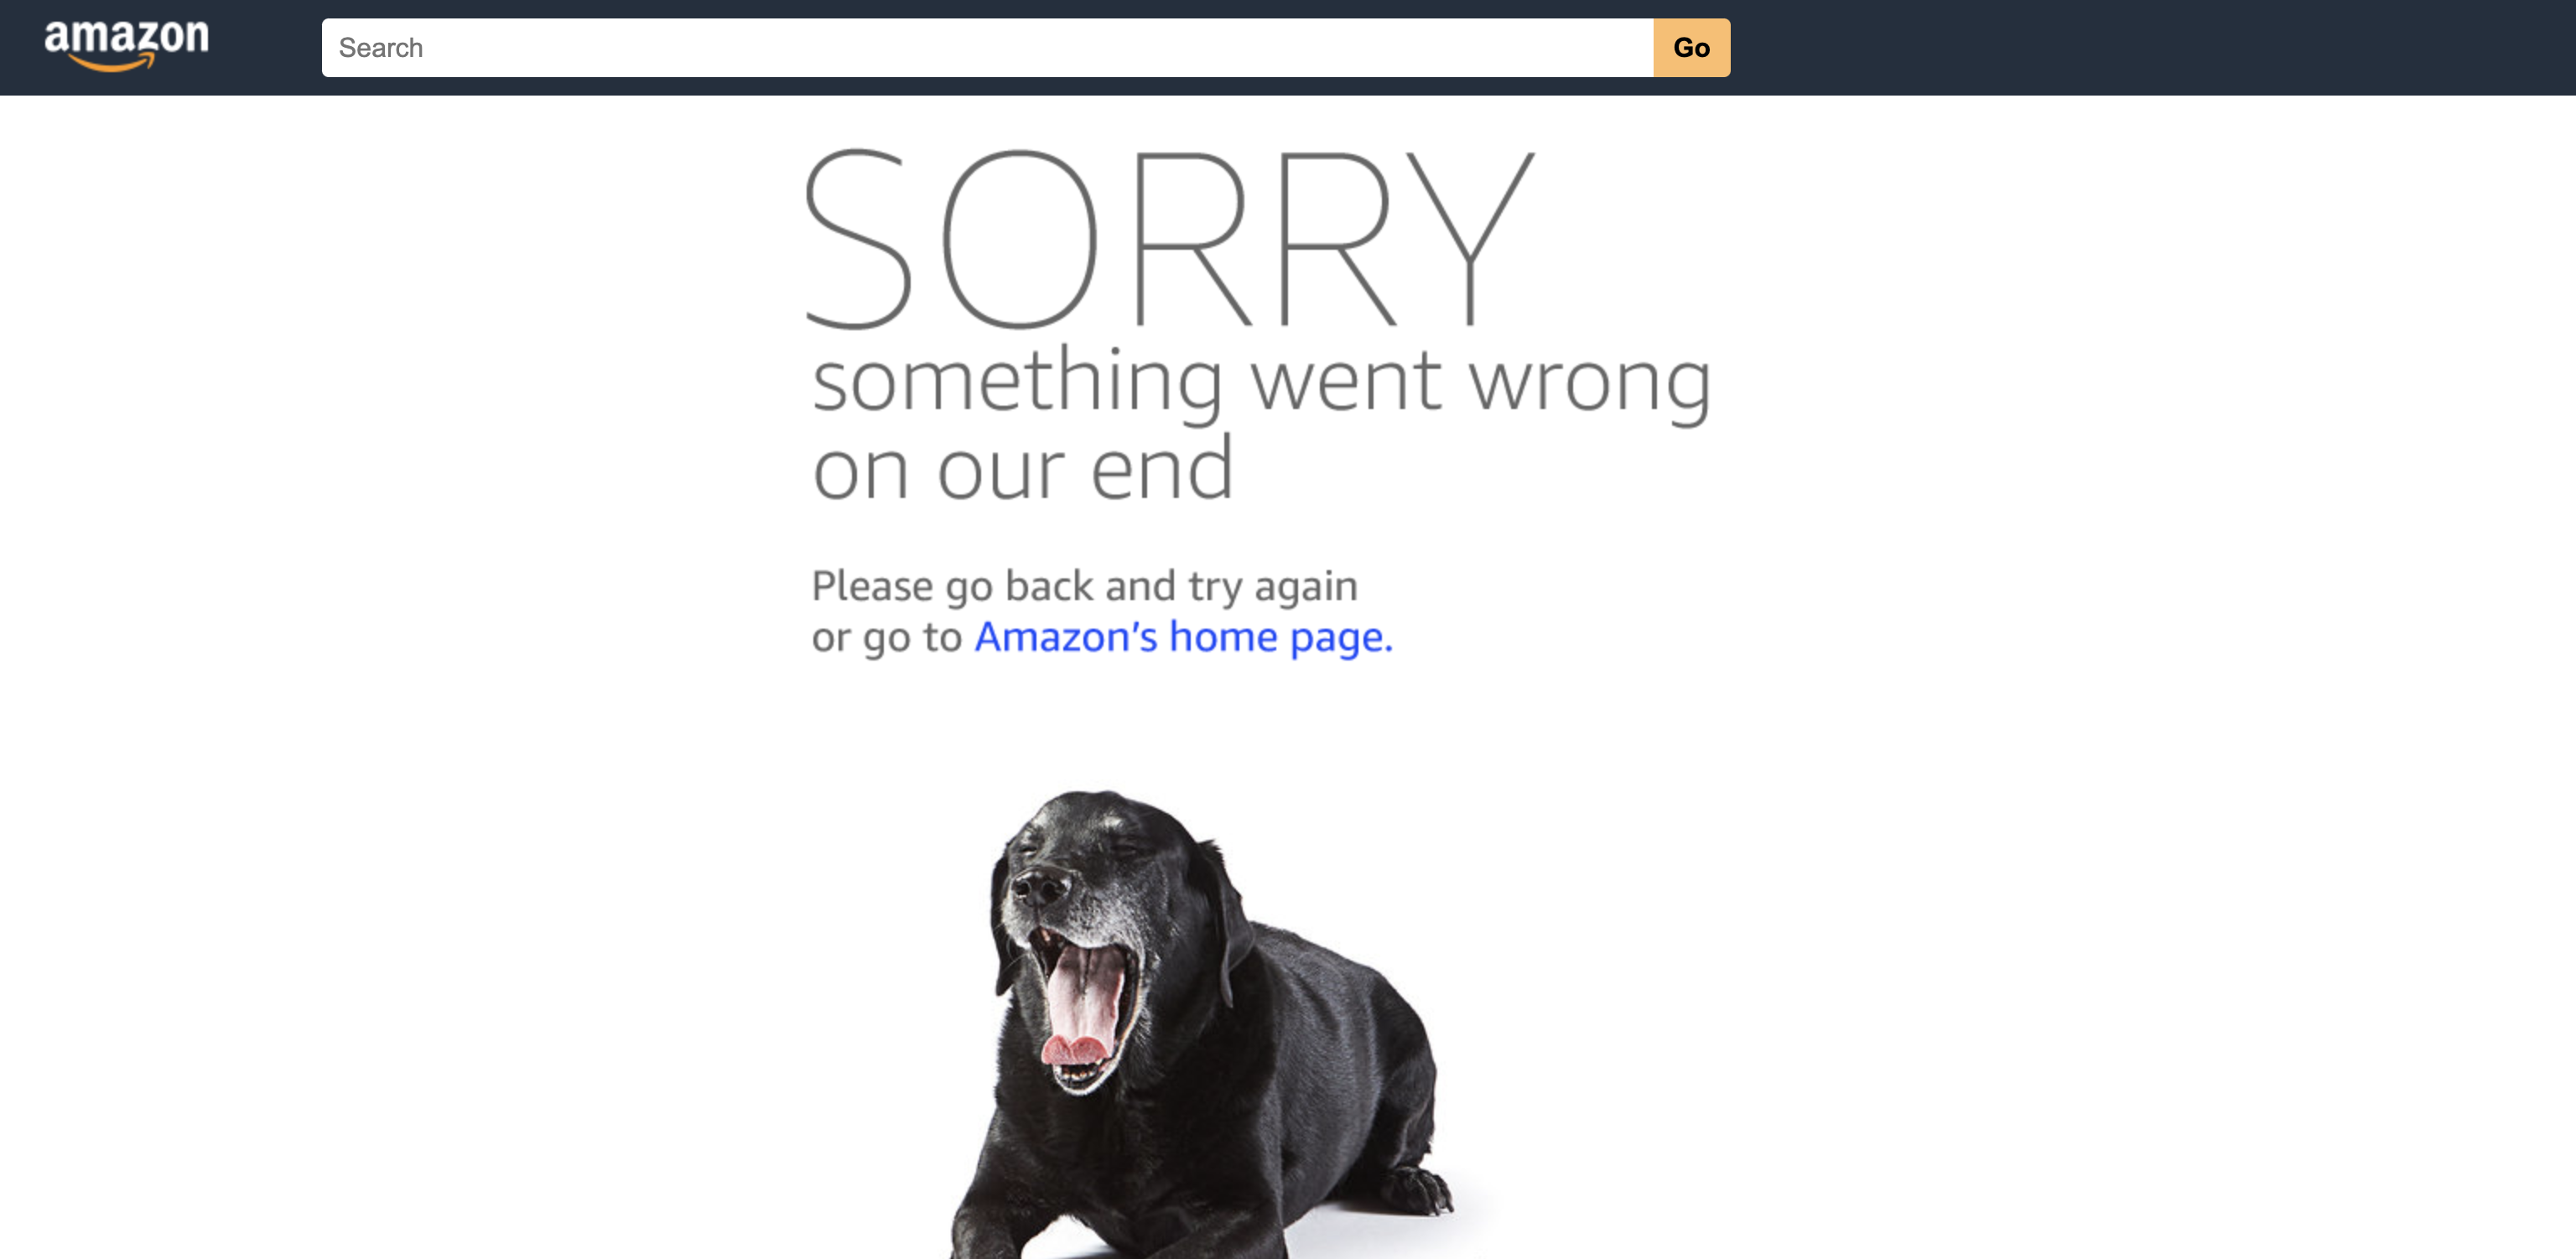 amazon
Search
Go
SORRY
something went wrong
on our end
Please go back and try again
or go to Amazon's home page.